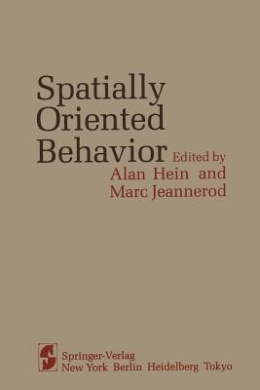 Spatially
Oriented
Behavior Edited by
Alan Hein and
Marc Jeannerod
Springer-Verlag
New York Berlin Heidelberg Tokyo